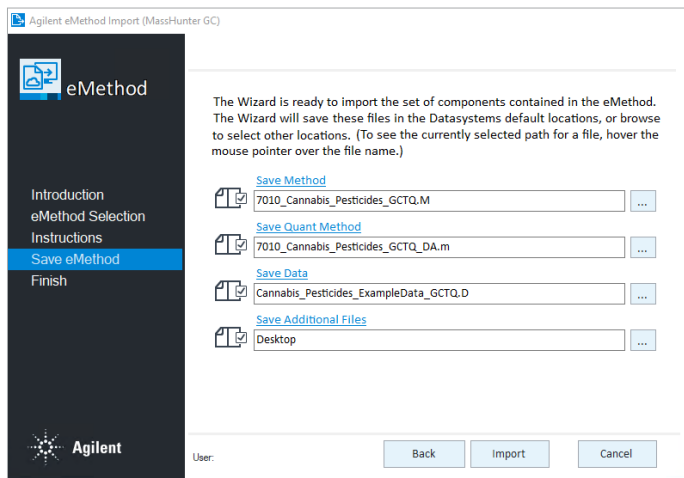 Agilent eMethod Import (MassHunter GC)
eMethod
The Wizard is ready to import the set of components contained in the eMethod.
The Wizard will save these files in the Datasystems default locations, or browse
to select other locations. (To see the currently selected path for a file, hover the
mouse pointer over the file name.)
Introduction
eMethod Selection
Instructions
Save eMethod
Finish
Save Method
7010_Cannabis_Pesticides_GCTQ.M
...
Save Quant Method
7010_Cannabis_Pesticides_GCTQ_DA.m
...
Save Data
Cannabis_Pesticides_ExampleData_GCTQ.D
...
Save Additional Files
Desktop
...
Agilent
User:
Back
Import
Cancel